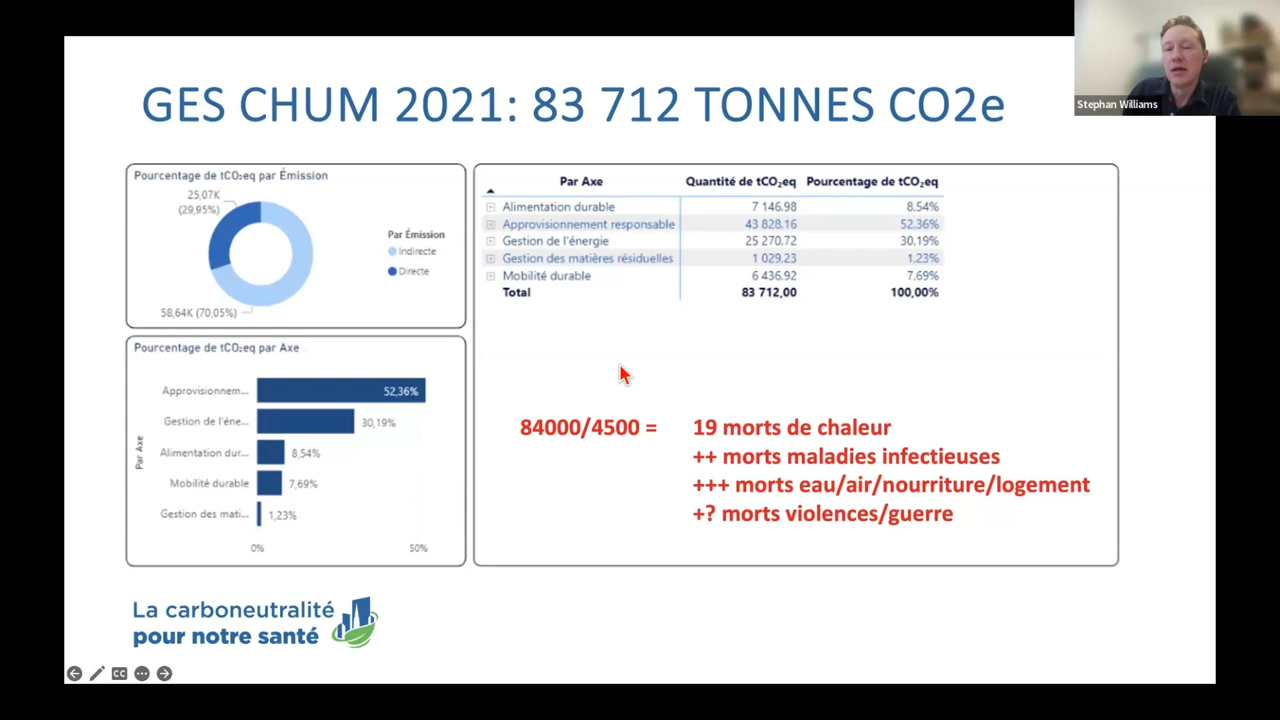 GES CHUM 2021: 83 712 TONNES CO2e
Stephan Williams
Pourcentage de tCO₂eq par Émission
25,07K
(29,95%)
58,64K (70,05%)
Par Émission
Indirecte
Directe
Par Axe Quantité de tCO₂eq Pourcentage de tCO₂eq
Alimentation durable 7 146.98 8.54%
Approvisionnement responsable 43 828,16 52,36%
Gestion de l'énergie 25 270,72 30,19%
Gestion des matières résiduelles 1 029.23 1,23%
Mobilité durable 6 436.92 7,69%
Total 83 712,00 100,00%
Pourcentage de tCO₂eq par Axe
Par Axe
Approvisionnem... 52,36%
Gestion de l'éne... 30,19%
Alimentation dur... 8,54%
Mobilité durable 7,69%
Gestion des mati... 1,23%
0% 50%
84000/4500 = 19 morts de chaleur
++ morts maladies infectieuses
+++ morts eau/air/nourriture/logement
+? morts violences/guerre
La carboneutralité
pour notre santé
CC